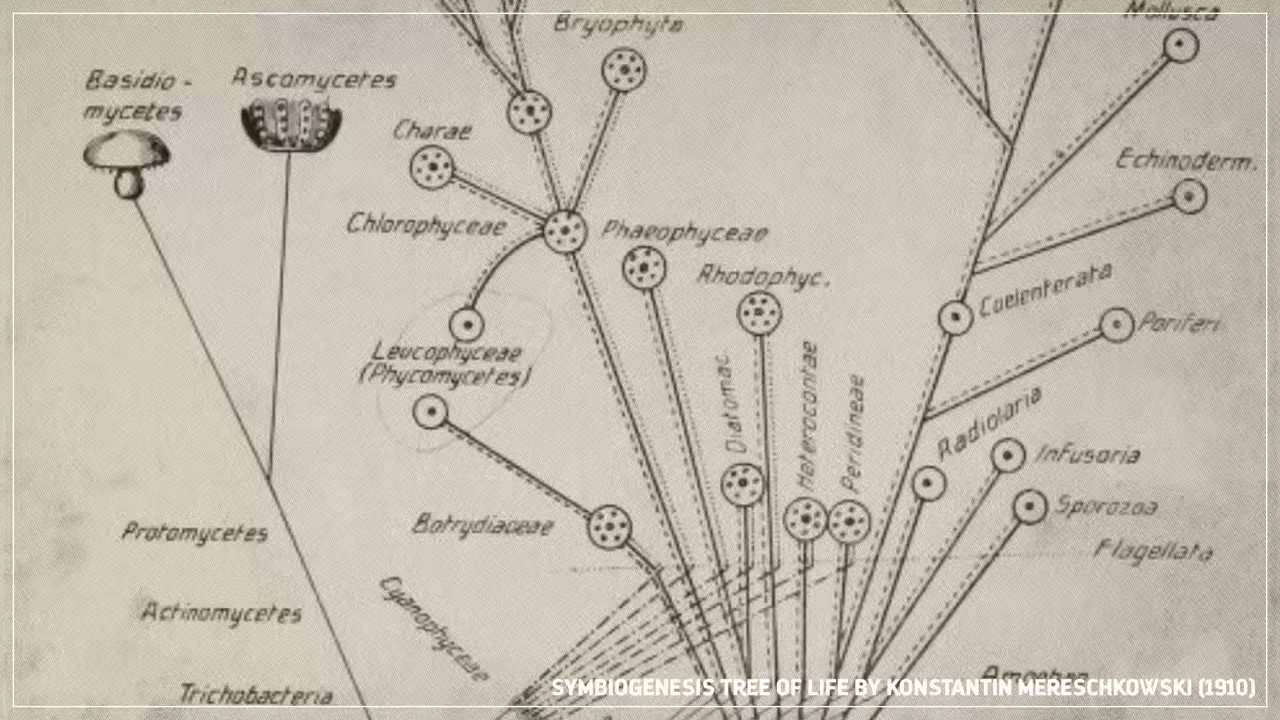 Bryophyta
Mollusca
Basidio-
mycetes
Ascomycetes
Charae
Echinoderm.
Chlorophyceae
Phaeophyceae
Rhodophyc.
Coelenterata
Poriferi
Leucophyceae
(Phycomycetes)
Diatomac.
Heterocontae
Peridineae
Radiolaria
Infusoria
Sporozoa
Botrydiaceae
Protomycetes
Flagellata
Cyanophyceae
Actinomycetes
Trichobacteria
SYMBIOGENESIS TREE OF LIFE BY KONSTANTIN MERESCHKOWSKI (1910)